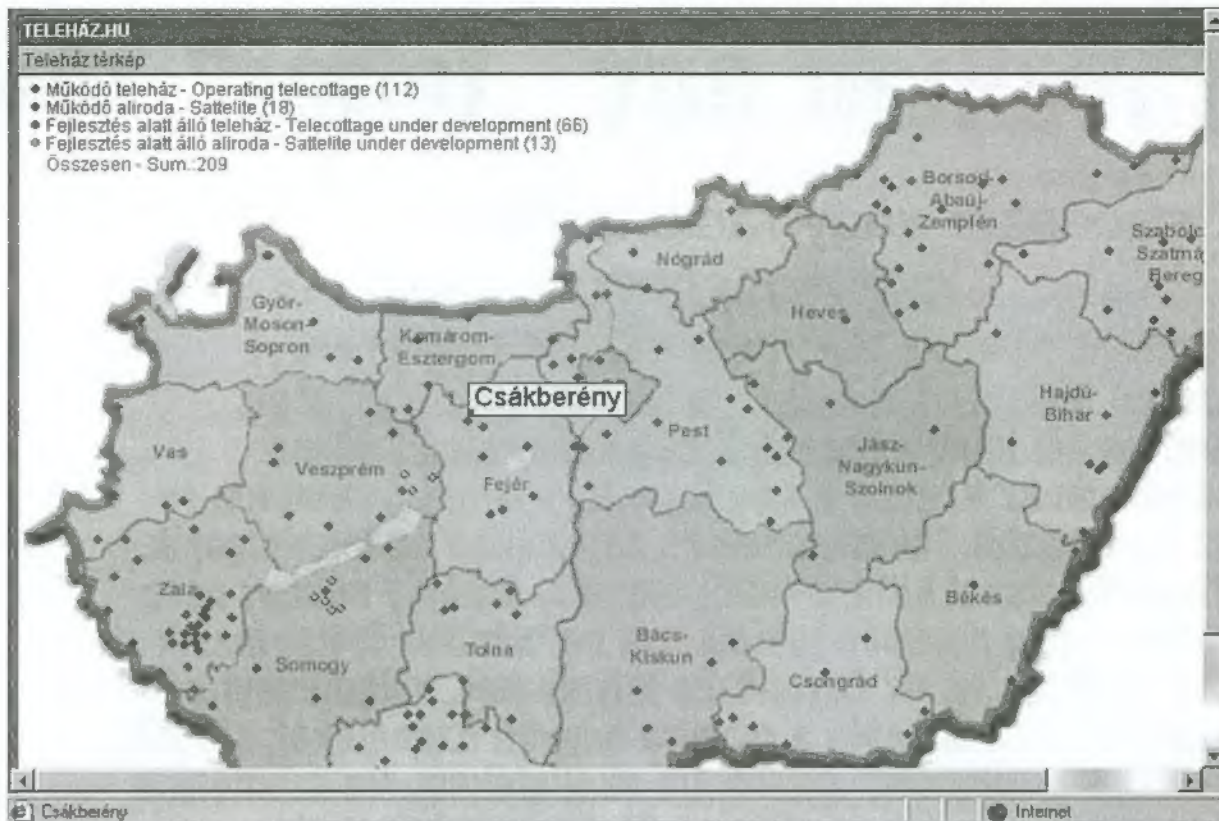 TELEHÁZ.HU
Teleház térkép
Működő teleház - Operating telecottage (112)
Működő aliroda - Sattelite (18)
Fejlesztés alatt álló teleház - Telecottage under development (66)
Fejlesztés alatt álló aliroda - Sattelite under development (13)
Összesen - Sum.:209
Borsod-
Abaúj-
Zemplén
Szabolc
Szatmá
Bereg
Nógrád
Heves
Győr-
Moson-
Sopron
Komárom-
Esztergom
Csákberény
Hajdú-
Bihar
Pest
Vas
Veszprém
Fejér
Jász-
Nagykun-
Szolnok
Zala
Békés
Bács-
Kiskun
Tolna
Somogy
Csongrád
Csákberény
Internet